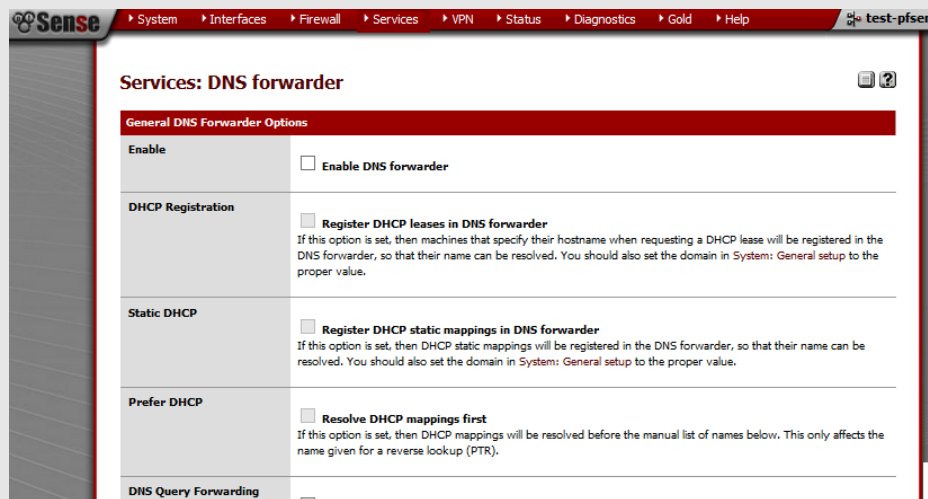 Sense
System Interfaces Firewall Services VPN Status Diagnostics Gold Help test-pfsen
Services: DNS forwarder
General DNS Forwarder Options
Enable
Enable DNS forwarder
DHCP Registration
Register DHCP leases in DNS forwarder
If this option is set, then machines that specify their hostname when requesting a DHCP lease will be registered in the
DNS forwarder, so that their name can be resolved. You should also set the domain in System: General setup to the
proper value.
Static DHCP
Register DHCP static mappings in DNS forwarder
If this option is set, then DHCP static mappings will be registered in the DNS forwarder, so that their name can be
resolved. You should also set the domain in System: General setup to the proper value.
Prefer DHCP
Resolve DHCP mappings first
If this option is set, then DHCP mappings will be resolved before the manual list of names below. This only affects the
name given for a reverse lookup (PTR).
DNS Query Forwarding